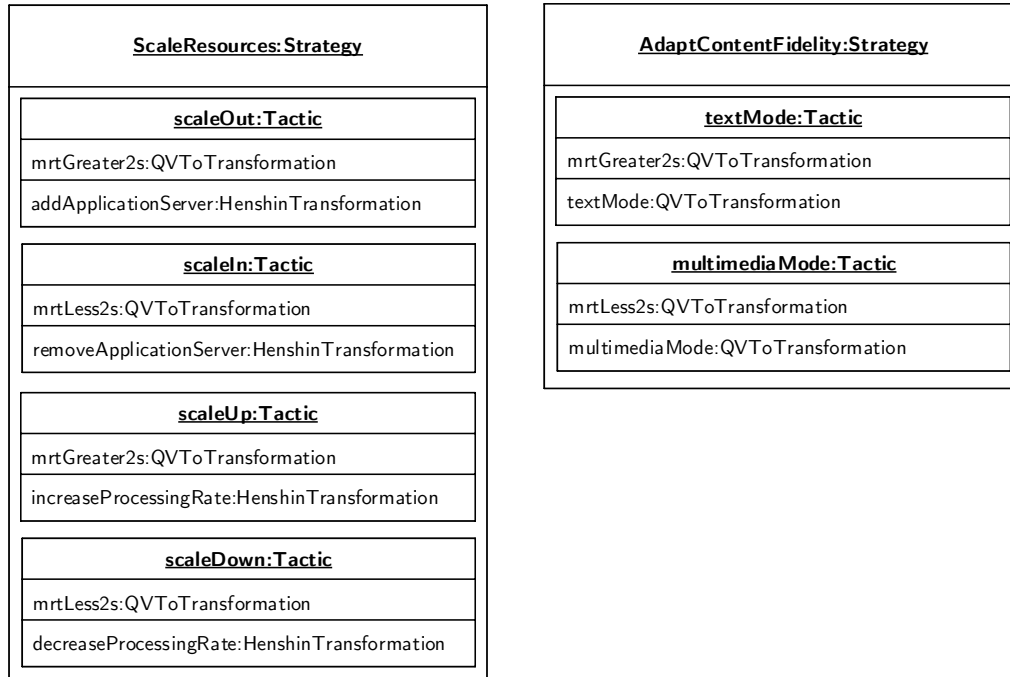 ScaleResources:Strategy
scaleOut:Tactic
mrtGreater2s:QVToTransformation
addApplicationServer:HenshinTransformation
scaleIn:Tactic
mrtLess2s:QVToTransformation
removeApplicationServer:HenshinTransformation
scaleUp:Tactic
mrtGreater2s:QVToTransformation
increaseProcessingRate:HenshinTransformation
scaleDown:Tactic
mrtLess2s:QVToTransformation
decreaseProcessingRate:HenshinTransformation
AdaptContentFidelity:Strategy
textMode:Tactic
mrtGreater2s:QVToTransformation
textMode:QVToTransformation
multimediaMode:Tactic
mrtLess2s:QVToTransformation
multimediaMode:QVToTransformation